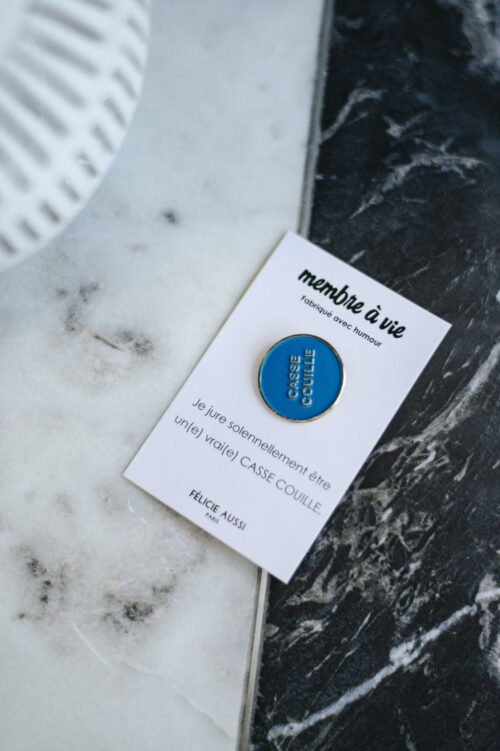 membre à vie
Fabriqué avec humour
CASSE
COUILLE
Je jure solennellement être
un(e) vrai(e) CASSE COUILLE.
FÉLICIE AUSSI
PARIS